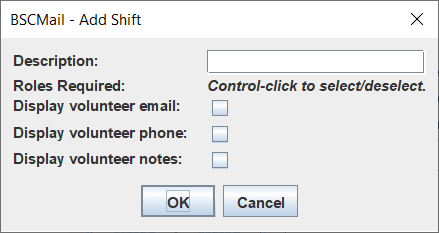 BSCMail - Add Shift
Description:
Roles Required: Control-click to select/deselect.
Display volunteer email:
Display volunteer phone:
Display volunteer notes:
OK Cancel